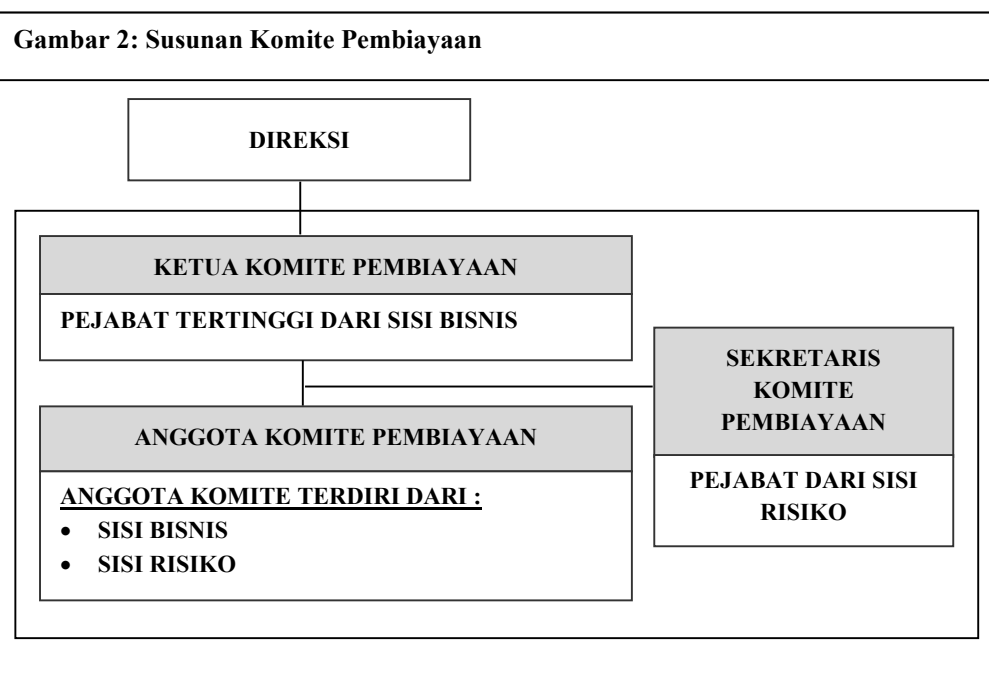 Gambar 2: Susunan Komite Pembiayaan
DIREKSI
KETUA KOMITE PEMBIAYAAN
PEJABAT TERTINGGI DARI SISI BISNIS
SEKRETARIS
KOMITE
PEMBIAYAAN
PEJABAT DARI SISI
RISIKO
ANGGOTA KOMITE PEMBIAYAAN
ANGGOTA KOMITE TERDIRI DARI :
• SISI BISNIS
• SISI RISIKO